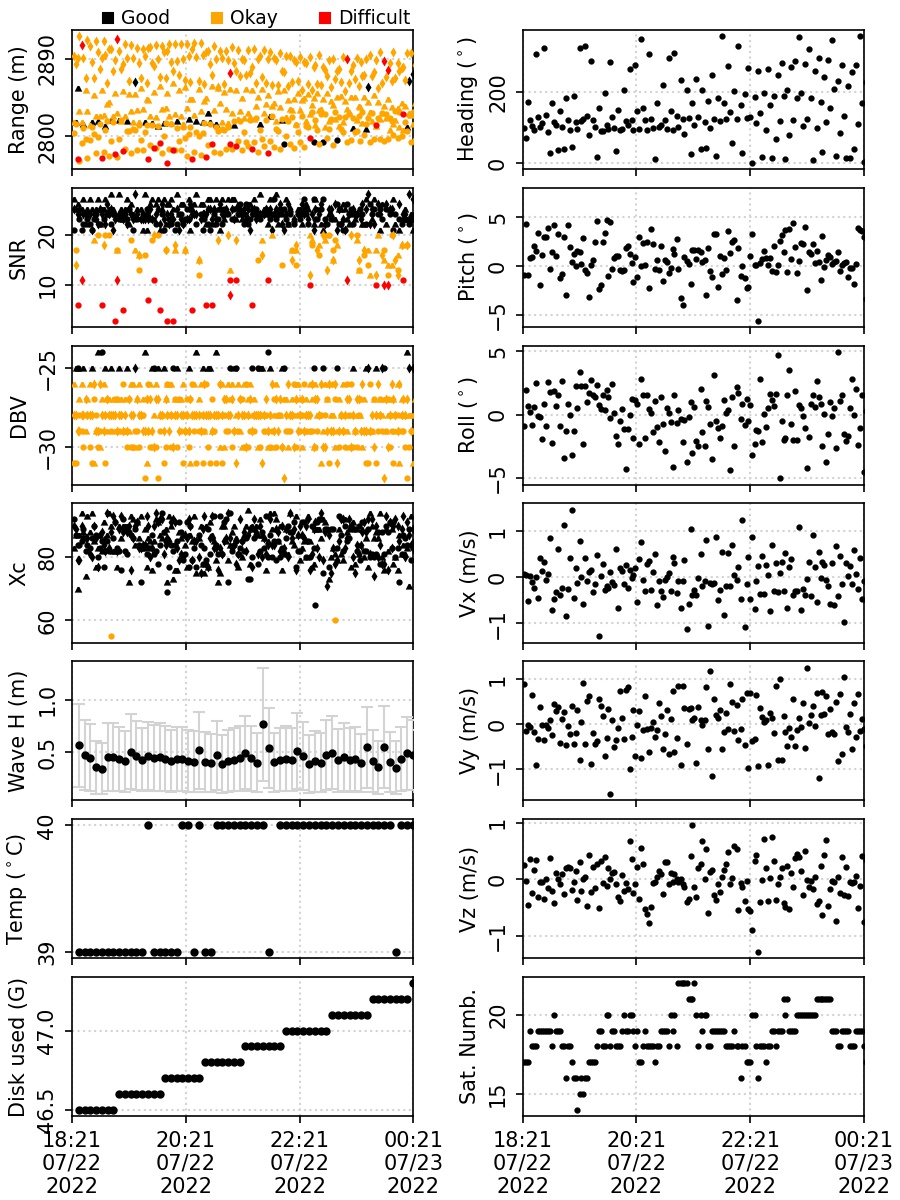 Good Okay Difficult
Range (m)
2890
2800
Heading (°)
200
0
SNR
20
10
Pitch (°)
5
0
−5
DBV
−25
−30
Roll (°)
5
0
−5
Xc
80
60
Vx (m/s)
1
0
−1
Wave H (m)
1.0
0.5
Vy (m/s)
1
0
−1
Temp (°C)
40
39
Vz (m/s)
1
0
−1
Disk used (G)
47.0
46.5
Sat. Numb.
20
15
18:21 20:21 22:21 00:21 18:21 20:21 22:21 00:21
07/22 07/22 07/22 07/23 07/22 07/22 07/22 07/23
2022 2022 2022 2022 2022 2022 2022 2022